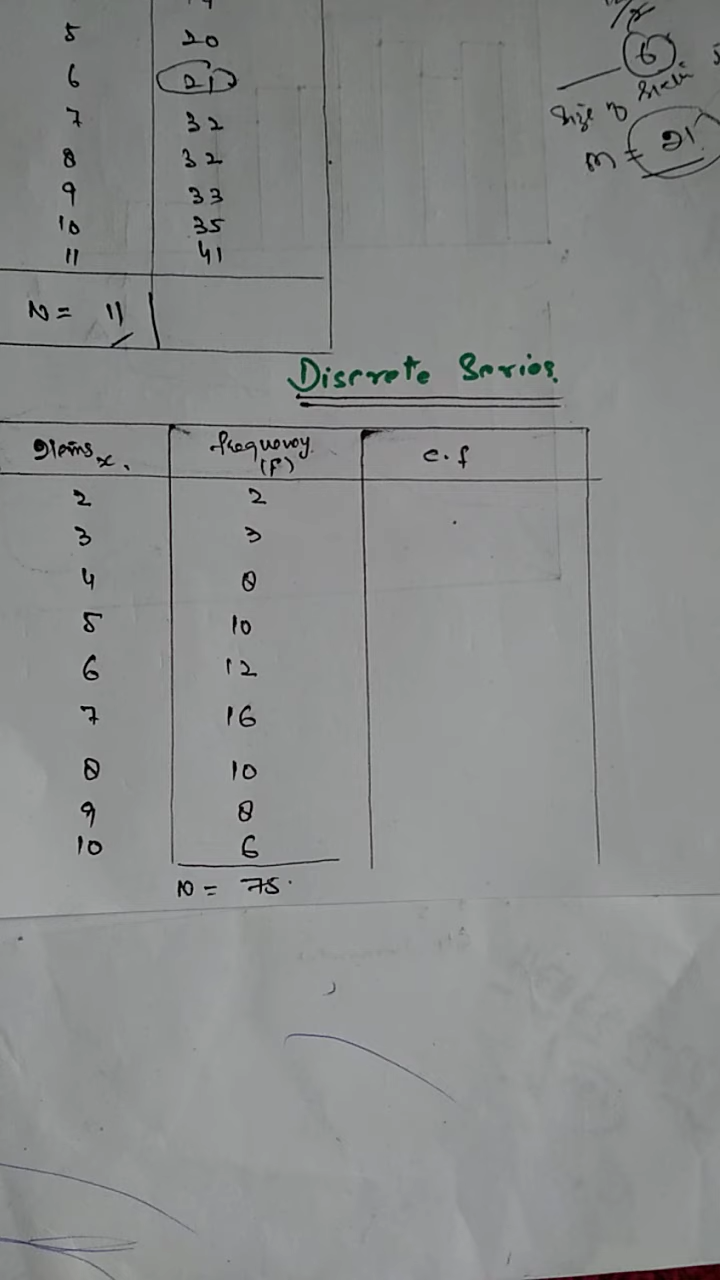 5 20
6 21
7 32
8 32
9 33
10 35
11 41
Size of
m = 21
N = 11
Discrete Series.
Items x. frequency (f) c.f
2 2
3 3
4 8
5 10
6 12
7 16
8 10
9 8
10 6
N = 75.